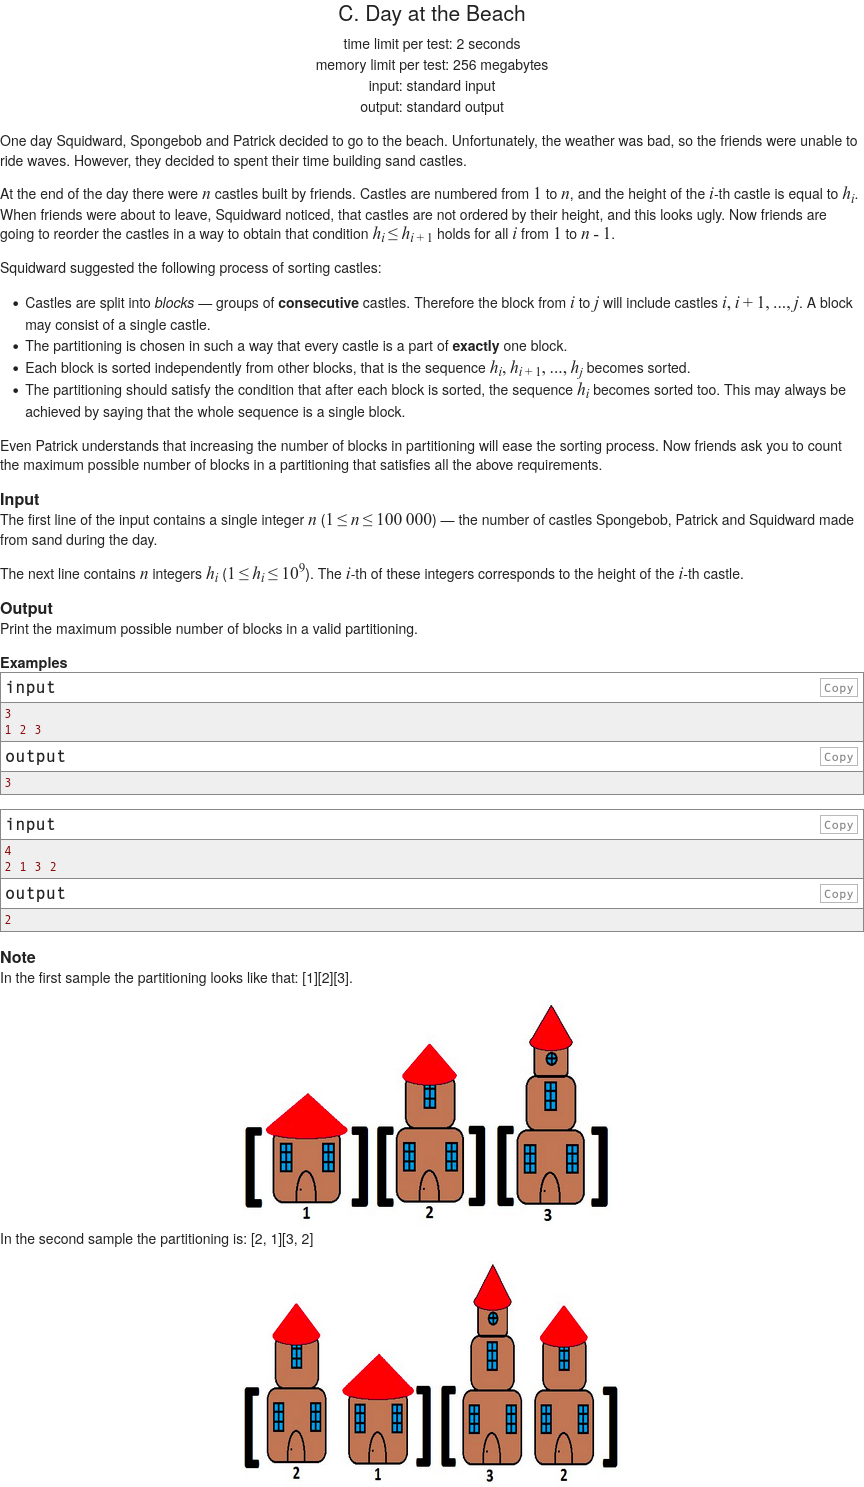 C. Day at the Beach
time limit per test: 2 seconds
memory limit per test: 256 megabytes
input: standard input
output: standard output
One day Squidward, Spongebob and Patrick decided to go to the beach. Unfortunately, the weather was bad, so the friends were unable to
ride waves. However, they decided to spent their time building sand castles.
At the end of the day there were n castles built by friends. Castles are numbered from 1 to n, and the height of the i-th castle is equal to hᵢ.
When friends were about to leave, Squidward noticed, that castles are not ordered by their height, and this looks ugly. Now friends are
going to reorder the castles in a way to obtain that condition hᵢ ≤ hᵢ₊₁ holds for all i from 1 to n - 1.
Squidward suggested the following process of sorting castles:
• Castles are split into blocks — groups of consecutive castles. Therefore the block from i to j will include castles i, i + 1, ..., j. A block
may consist of a single castle.
• The partitioning is chosen in such a way that every castle is a part of exactly one block.
• Each block is sorted independently from other blocks, that is the sequence hᵢ, hᵢ₊₁, ..., hⱼ becomes sorted.
• The partitioning should satisfy the condition that after each block is sorted, the sequence hᵢ becomes sorted too. This may always be
achieved by saying that the whole sequence is a single block.
Even Patrick understands that increasing the number of blocks in partitioning will ease the sorting process. Now friends ask you to count
the maximum possible number of blocks in a partitioning that satisfies all the above requirements.
Input
The first line of the input contains a single integer n (1 ≤ n ≤ 100 000) — the number of castles Spongebob, Patrick and Squidward made
from sand during the day.
The next line contains n integers hᵢ (1 ≤ hᵢ ≤ 10⁹). The i-th of these integers corresponds to the height of the i-th castle.
Output
Print the maximum possible number of blocks in a valid partitioning.
Examples
input Copy
3
1 2 3
output Copy
3
input Copy
4
2 1 3 2
output Copy
2
Note
In the first sample the partitioning looks like that: [1][2][3].
[ ] [ ] [ ]
1 2 3
In the second sample the partitioning is: [2, 1][3, 2]
[ ] [ ]
2 1 3 2